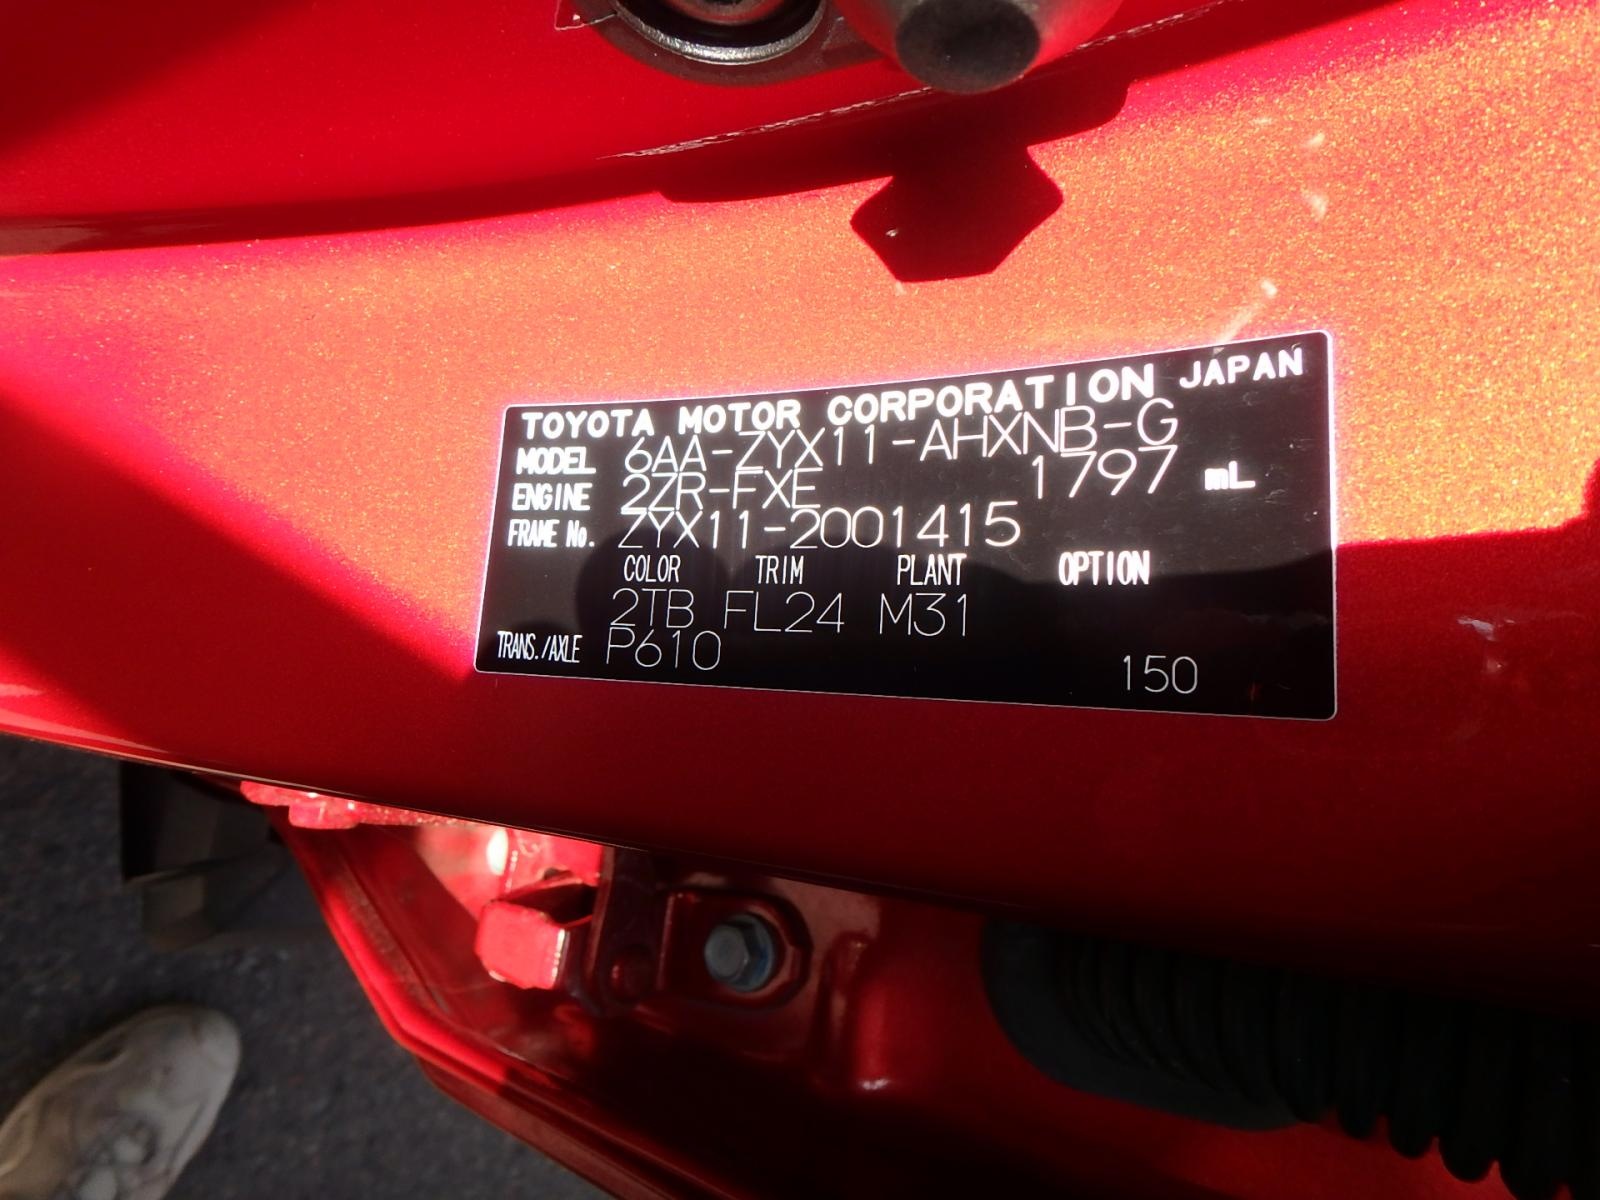 TOYOTA MOTOR CORPORATION JAPAN
MODEL 6AA-ZYX11-AHXNB-G
ENGINE 2ZR-FXE 1797 mL
FRAME No. ZYX11-2001415
COLOR TRIM PLANT OPTION
2TB FL24 M31
TRANS./AXLE P610
150